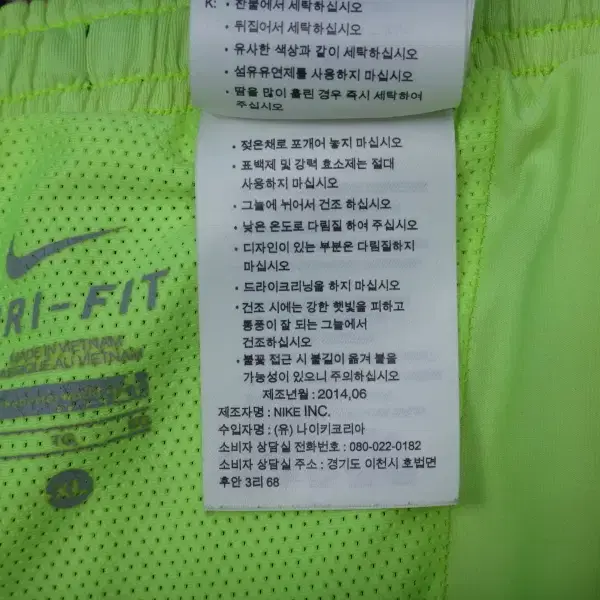 K: • 찬물에서 세탁하십시오
• 뒤집어서 세탁하십시오
• 유사한 색상과 같이 세탁하십시오
• 섬유유연제를 사용하지 마십시오
• 땀을 많이 흘린 경우 즉시 세탁하여
주십시오
• 젖은채로 포개어 놓지 마십시오
• 표백제 및 강력 효소제는 절대
사용하지 마십시오
• 그늘에 뉘어서 건조 하십시오
• 낮은 온도로 다림질 하여 주십시오
• 디자인이 있는 부분은 다림질하지
마십시오
• 드라이크리닝을 하지 마십시오
• 건조 시에는 강한 햇빛을 피하고
통풍이 잘 되는 그늘에서
건조하십시오
• 불꽃 접근 시 불길이 옮겨 붙을
가능성이 있으니 주의하십시오
제조년월 : 2014,06
제조자명 : NIKE INC.
수입자명 : (유) 나이키코리아
소비자 상담실 전화번호 : 080-022-0182
소비자 상담실 주소 : 경기도 이천시 호법면
후안 3리 68
RI-FIT
MADE IN VIETNAM
XL